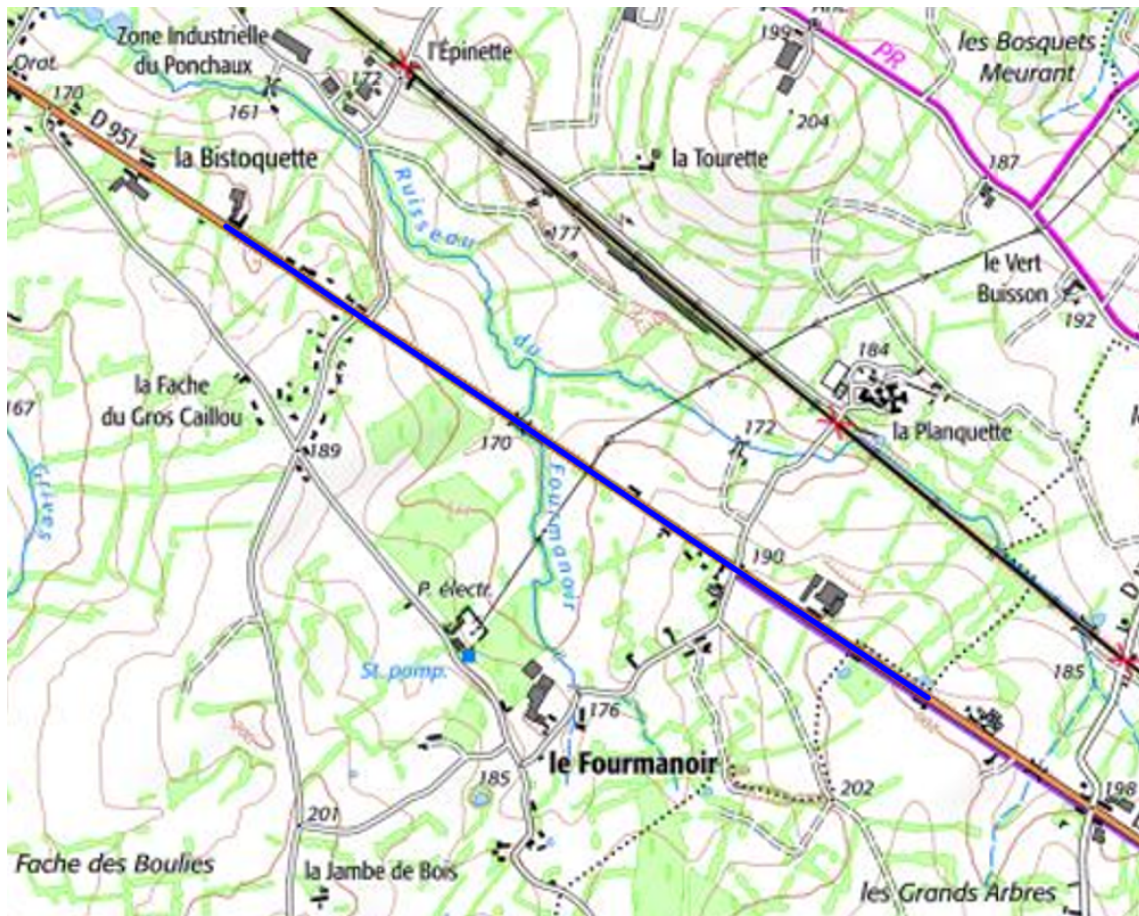 Zone Industrielle
du Ponchaux
l'Épinette
199
les Bosquets
Meurant
PR
Orat.
170
172
161
D 951
204
la Bistoquette
la Tourette
187
Ruisseau
177
le Vert
Buisson
192
du
184
la Fache
du Gros Caillou
167
170
172
la Planquette
189
Fourmanoir
190
P. électr.
St. pomp.
185
176
le Fourmanoir
185
202
198
201
la Jambe de Bois
Fache des Boulies
les Grands Arbres